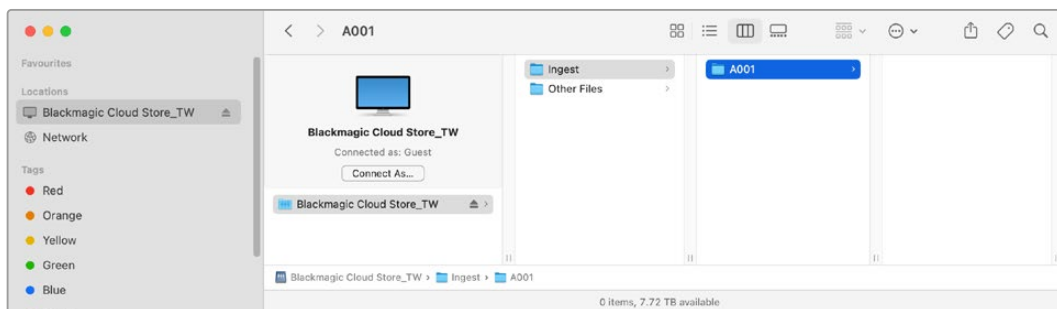 A001
Favourites
Locations
Blackmagic Cloud Store_TW
Network
Tags
Red
Orange
Yellow
Green
Blue
Blackmagic Cloud Store_TW
Connected as: Guest
Connect As...
Blackmagic Cloud Store_TW
Ingest
Other Files
A001
Blackmagic Cloud Store_TW › Ingest › A001
0 items, 7.72 TB available